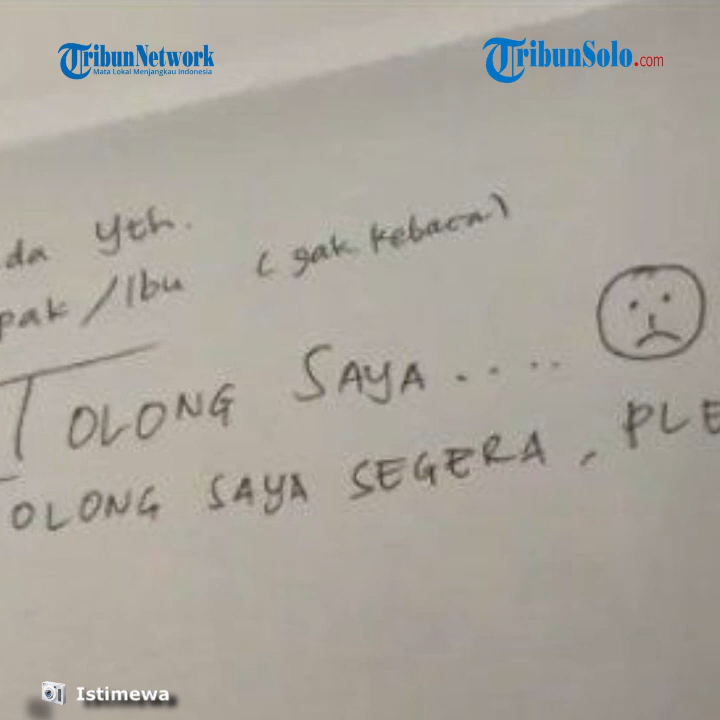 TribunNetwork
Mata Lokal Menjangkau Indonesia
TribunSolo.com
da Yth.
pak/Ibu (gak kebaca)
TOLONG SAYA....
TOLONG SAYA SEGERA, PLE
Istimewa